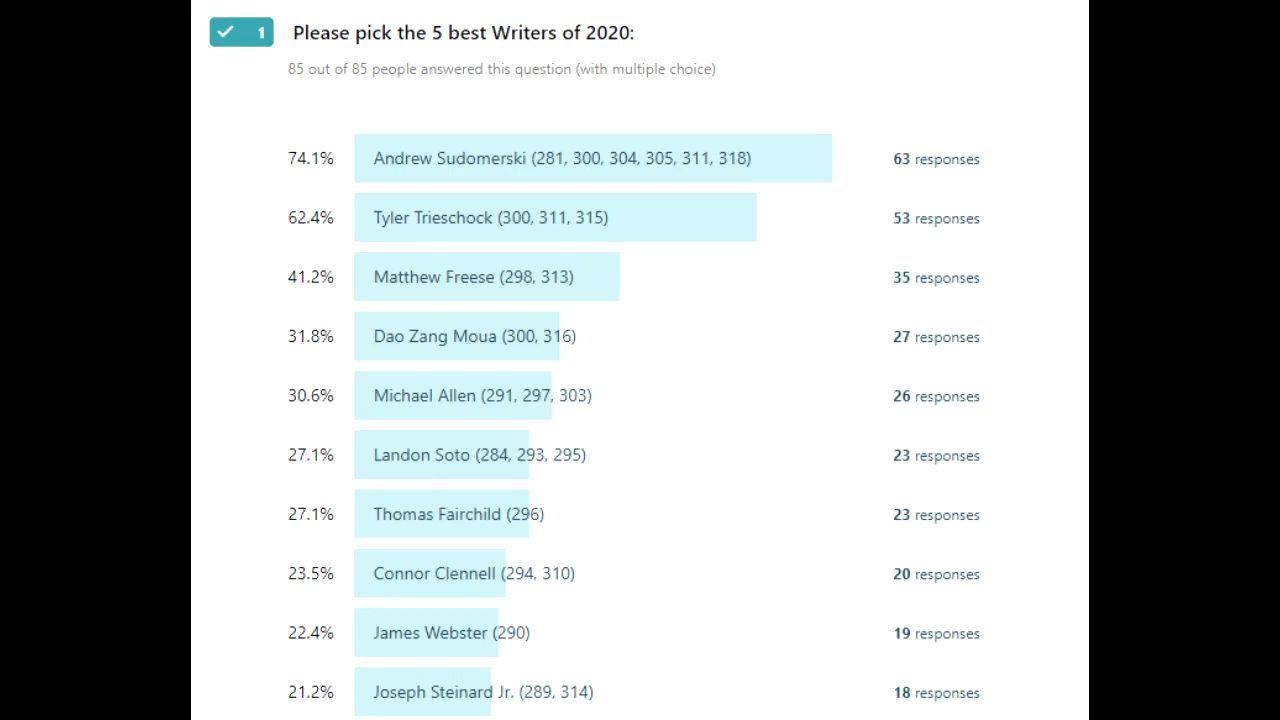 1 Please pick the 5 best Writers of 2020:
85 out of 85 people answered this question (with multiple choice)
74.1% Andrew Sudomerski (281, 300, 304, 305, 311, 318) 63 responses
62.4% Tyler Trieschock (300, 311, 315) 53 responses
41.2% Matthew Freese (298, 313) 35 responses
31.8% Dao Zang Moua (300, 316) 27 responses
30.6% Michael Allen (291, 297, 303) 26 responses
27.1% Landon Soto (284, 293, 295) 23 responses
27.1% Thomas Fairchild (296) 23 responses
23.5% Connor Clennell (294, 310) 20 responses
22.4% James Webster (290) 19 responses
21.2% Joseph Steinard Jr. (289, 314) 18 responses